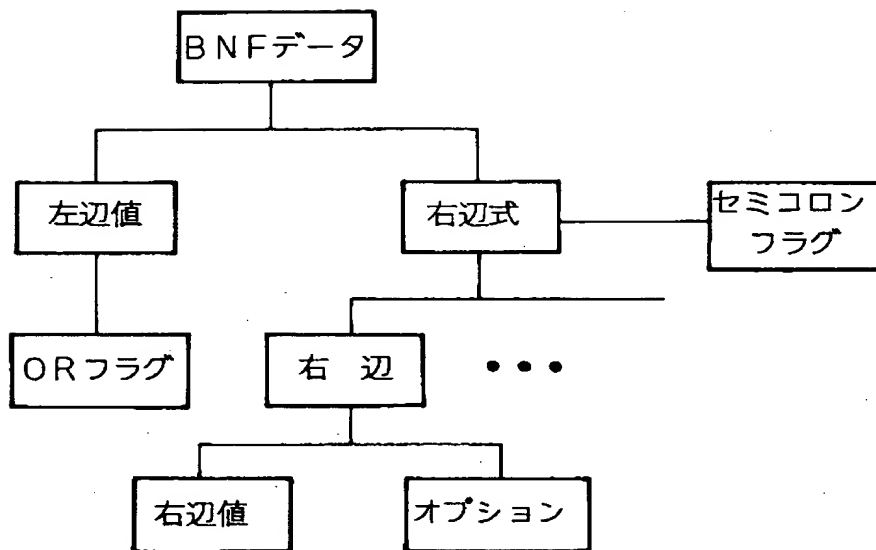 BNFデータ
左辺値
右辺式
セミコロン
フラグ
ORフラグ
右 辺
• • •
右辺値
オプション